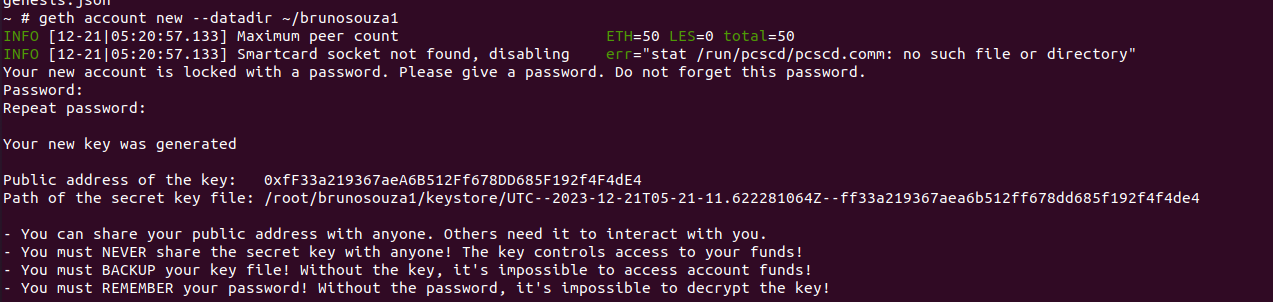 genesis.json
~ # geth account new --datadir ~/brunosouza1
INFO [12-21|05:20:57.133] Maximum peer count ETH=50 LES=0 total=50
INFO [12-21|05:20:57.133] Smartcard socket not found, disabling err="stat /run/pcscd/pcscd.comm: no such file or directory"
Your new account is locked with a password. Please give a password. Do not forget this password.
Password:
Repeat password:
Your new key was generated
Public address of the key: 0xfF33a219367aeA6B512Ff678DD685F192f4F4dE4
Path of the secret key file: /root/brunosouza1/keystore/UTC--2023-12-21T05-21-11.622281064Z--ff33a219367aea6b512ff678dd685f192f4f4de4
- You can share your public address with anyone. Others need it to interact with you.
- You must NEVER share the secret key with anyone! The key controls access to your funds!
- You must BACKUP your key file! Without the key, it's impossible to access account funds!
- You must REMEMBER your password! Without the password, it's impossible to decrypt the key!